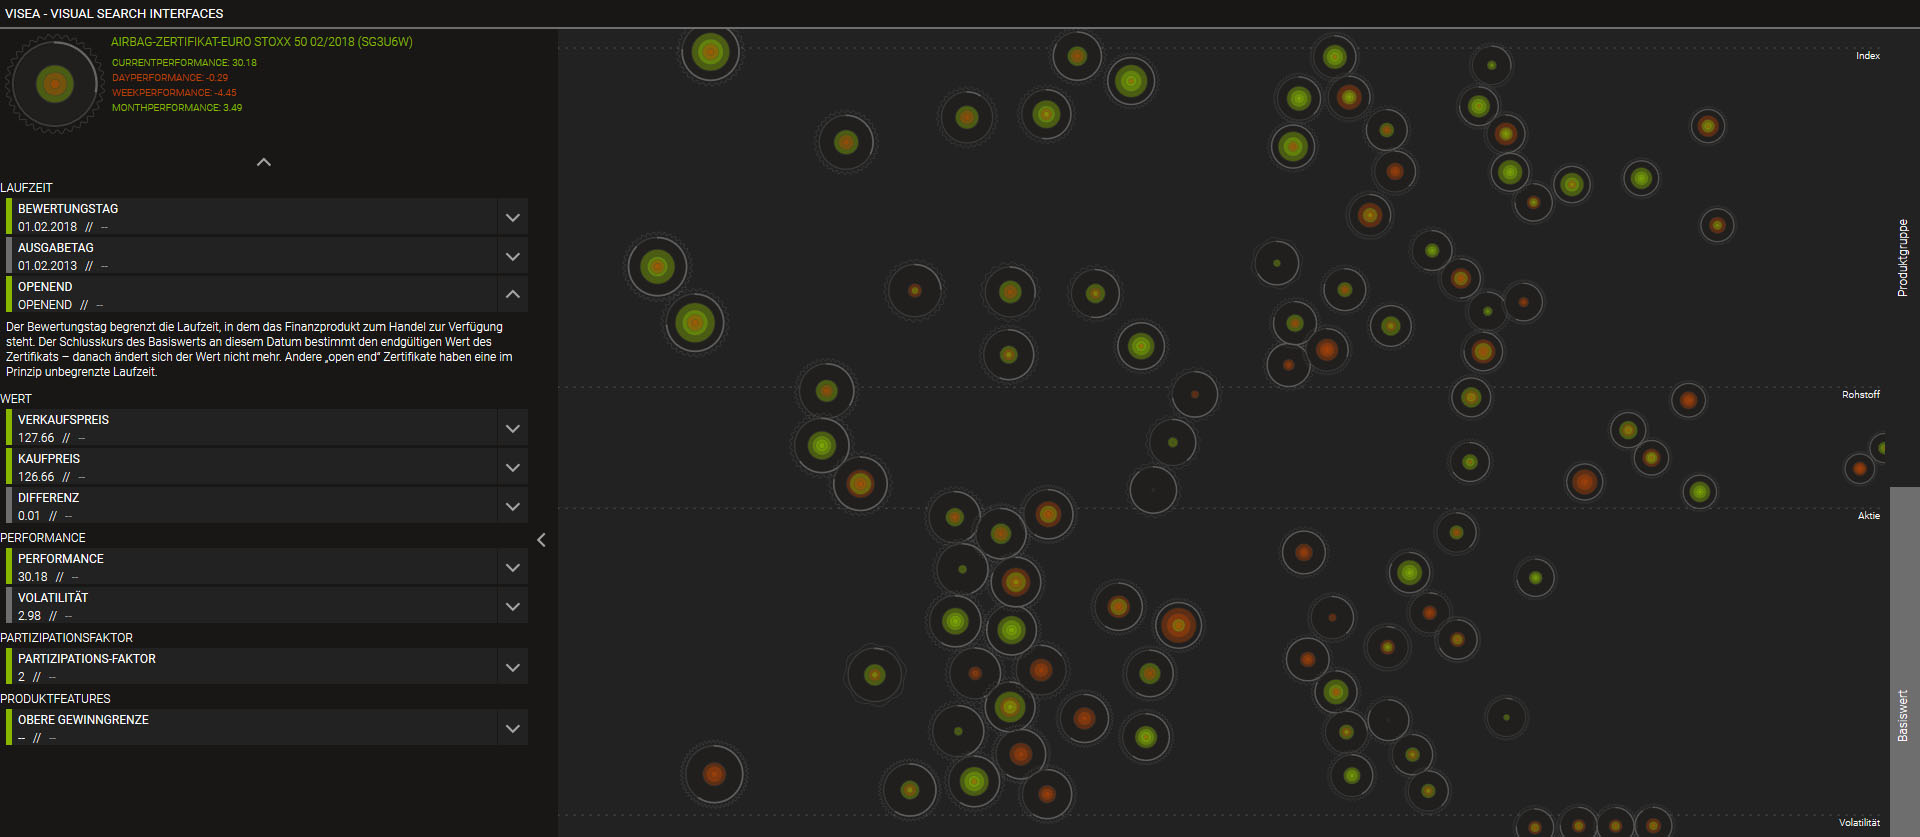 VISEA - VISUAL SEARCH INTERFACES
AIRBAG-ZERTIFIKAT-EURO STOXX 50 02/2018 (SG3U6W)
CURRENTPERFORMANCE: 30.18
DAYPERFORMANCE: -0.29
WEEKPERFORMANCE: -4.45
MONTHPERFORMANCE: 3.49
LAUFZEIT
BEWERTUNGSTAG
01.02.2018 // --
AUSGABETAG
01.02.2013 // --
OPENEND
OPENEND // --
Der Bewertungstag begrenzt die Laufzeit, in dem das Finanzprodukt zum Handel zur Verfügung
steht. Der Schlusskurs des Basiswerts an diesem Datum bestimmt den endgültigen Wert des
Zertifikats – danach ändert sich der Wert nicht mehr. Andere „open end“ Zertifikate haben eine im
Prinzip unbegrenzte Laufzeit.
WERT
VERKAUFSPREIS
127.66 // --
KAUFPREIS
126.66 // --
DIFFERENZ
0.01 // --
PERFORMANCE
PERFORMANCE
30.18 // --
VOLATILITÄT
2.98 // --
PARTIZIPATIONSFAKTOR
PARTIZIPATIONS-FAKTOR
2 // --
PRODUKTFEATURES
OBERE GEWINNGRENZE
-- // --
Index
Rohstoff
Aktie
Volatilität
Produktgruppe
Basiswert